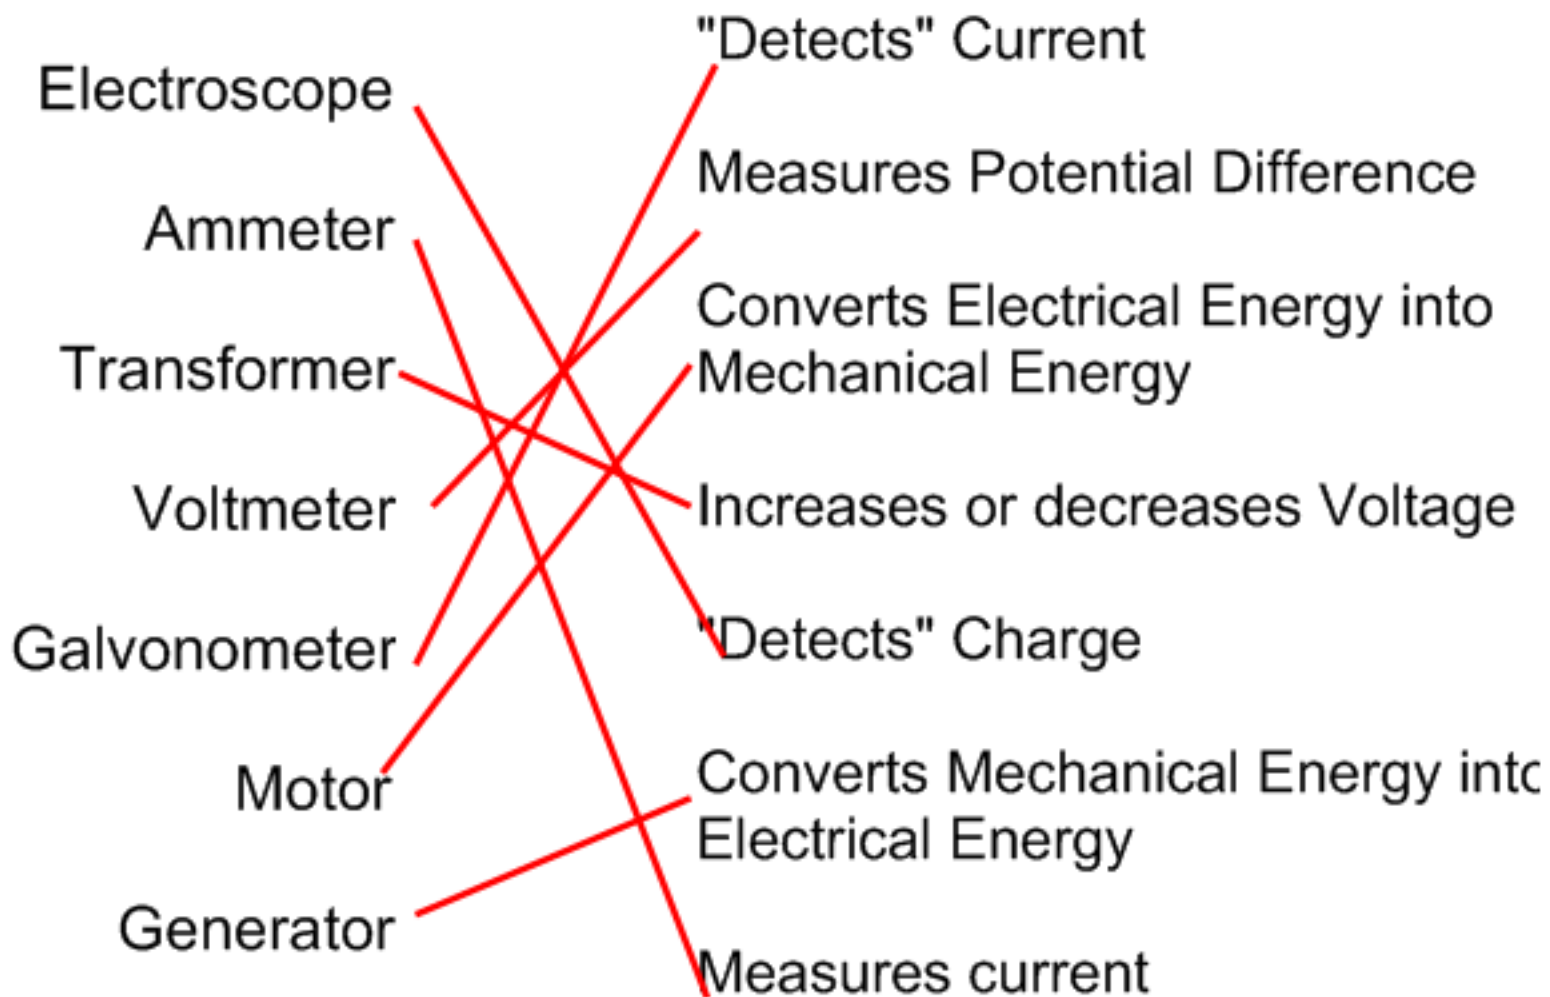 Electroscope
Ammeter
Transformer
Voltmeter
Galvonometer
Motor
Generator
"Detects" Current
Measures Potential Difference
Converts Electrical Energy into
Mechanical Energy
Increases or decreases Voltage
"Detects" Charge
Converts Mechanical Energy into
Electrical Energy
Measures current